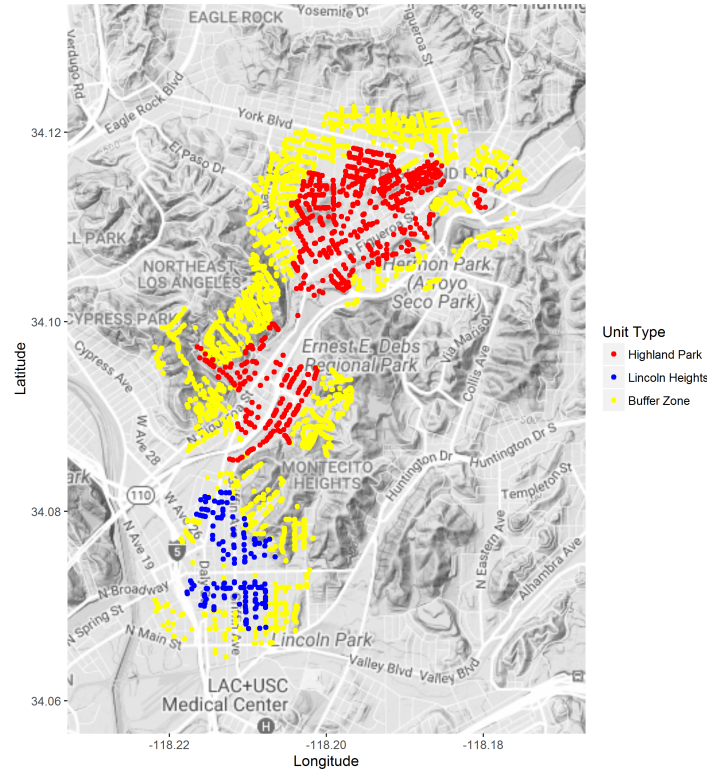 EAGLE ROCK
Yosemite Dr
Figueroa St
Verdugo Rd
Eagle Rock Blvd
York Blvd
34.12
El Paso Dr
N Figueroa St
Hermon Park
(Arroyo
Seco Park)
LL PARK
NORTHEAST
LOS ANGELES
34.10
CYPRESS PARK
Ernest E. Debs
Regional Park
Via Marisol
Collis Ave
Cypress Ave
Unit Type
Highland Park
Lincoln Heights
Buffer Zone
Latitude
W Ave 28
Huntington Dr
Huntington Dr S
MONTECITO
HEIGHTS
Templeton St
110
W Ave 26
34.08
N Ave 19
5
N Eastern Ave
Alhambra Ave
Daly
N Broadway
N Spring St
N Main St
Lincoln Park
Valley Blvd
Valley Blvd
LAC+USC
Medical Center
34.06
H
-118.22
-118.20
-118.18
Longitude